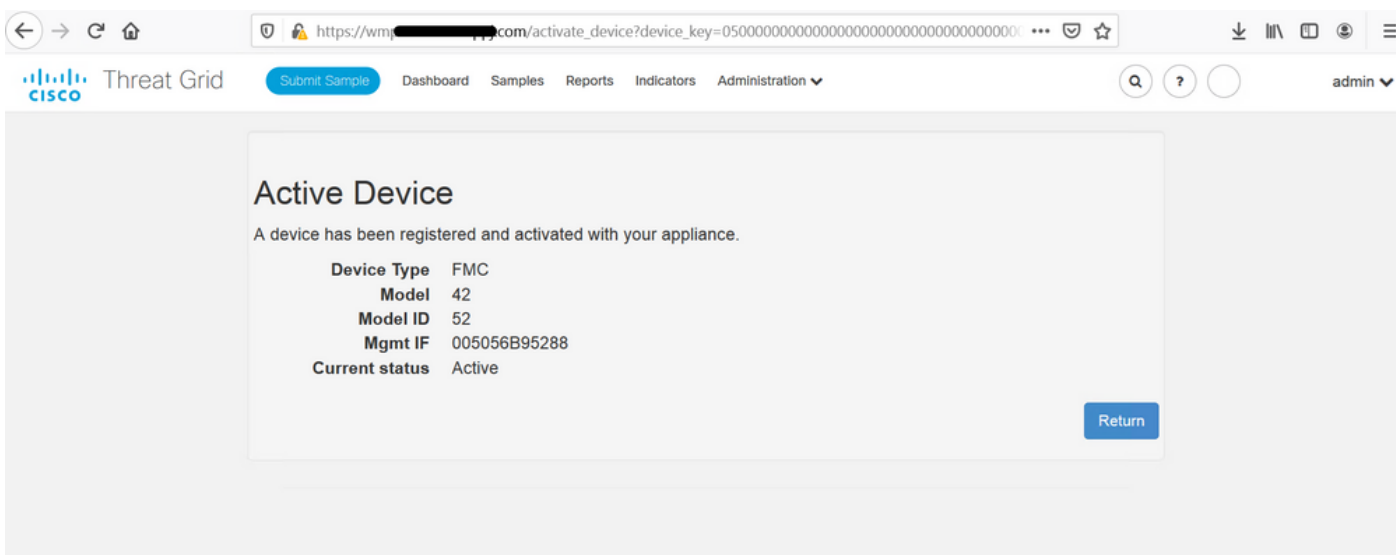 https://wmp com/activate_device?device_key=0500000000000000000000000000000000
CISCO Threat Grid Submit Sample Dashboard Samples Reports Indicators Administration ? admin
Active Device
A device has been registered and activated with your appliance.
Device Type FMC
Model 42
Model ID 52
Mgmt IF 005056B95288
Current status Active
Return